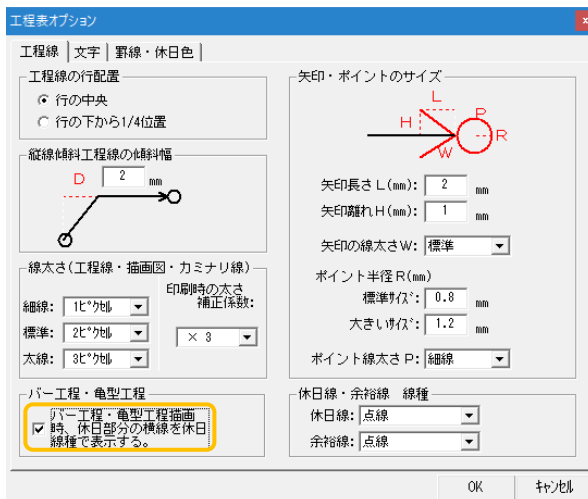 工程表オプション
工程線 文字 罫線・休日色
工程線の行配置
行の中央
行の下から1/4位置
縦線傾斜工程線の傾斜幅
D 2 mm
線太さ(工程線・描画図・カミナリ線)
細線: 1ピクセル
標準: 2ピクセル
太線: 3ピクセル
印刷時の太さ
補正係数:
× 3
バー工程・亀型工程
バー工程・亀型工程描画
時、休日部分の横線を休日
線種で表示する。
矢印・ポイントのサイズ
L
H
P
R
W
矢印長さL(mm): 2 mm
矢印離れH(mm): 1 mm
矢印の線太さW: 標準
ポイント半径R(mm)
標準サイズ: 0.8 mm
大きいサイズ: 1.2 mm
ポイント線太さP: 細線
休日線・余裕線 線種
休日線: 点線
余裕線: 点線
OK キャンセル